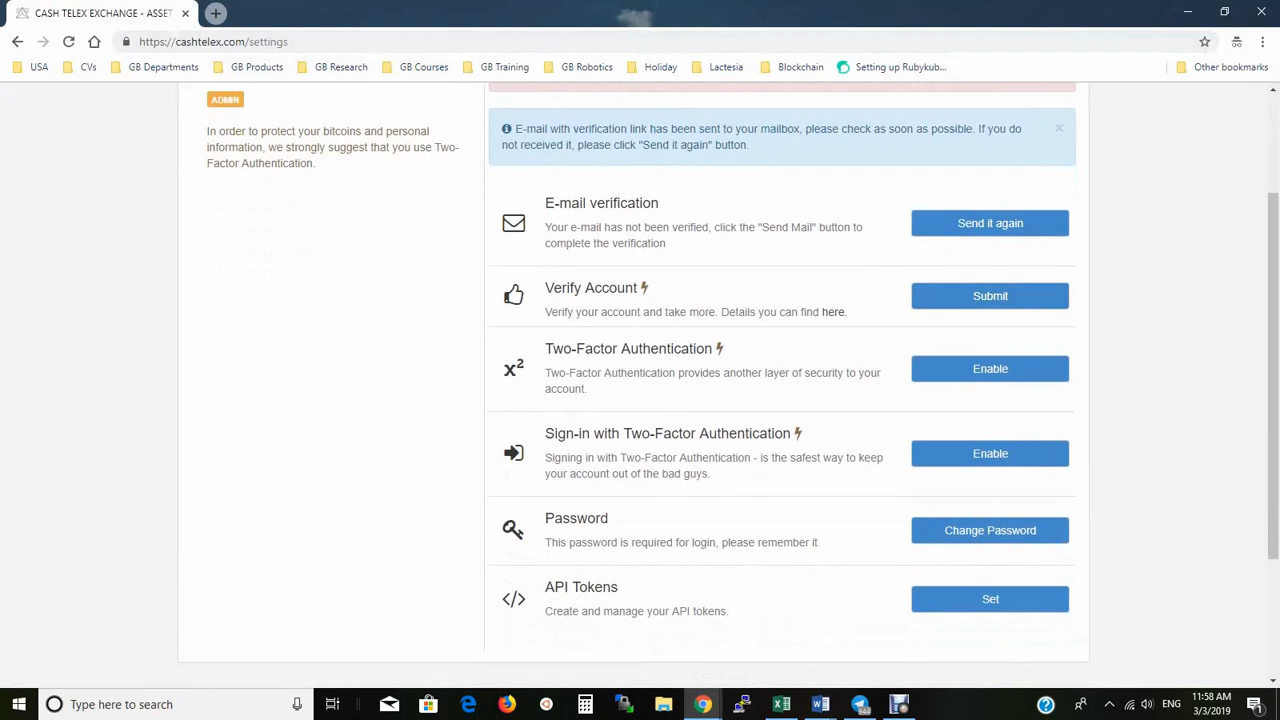 CASH TELEX EXCHANGE - ASSET
https://cashtelex.com/settings
USA
CVs
GB Departments
GB Products
GB Research
GB Courses
GB Training
GB Robotics
Holiday
Lactesia
Blockchain
Setting up Rubykub...
Other bookmarks
ADMIN
In order to protect your bitcoins and personal
information, we strongly suggest that you use Two-
Factor Authentication.
E-mail with verification link has been sent to your mailbox, please check as soon as possible. If you do
not received it, please click "Send it again" button.
E-mail verification
Your e-mail has not been verified, click the "Send Mail" button to
complete the verification
Send it again
Verify Account
Verify your account and take more. Details you can find here.
Submit
Two-Factor Authentication
Two-Factor Authentication provides another layer of security to your
account.
Enable
Sign-in with Two-Factor Authentication
Signing in with Two-Factor Authentication - is the safest way to keep
your account out of the bad guys.
Enable
Password
This password is required for login, please remember it.
Change Password
API Tokens
Create and manage your API tokens.
Set
Type here to search
ENG
11:58 AM
3/3/2019
1